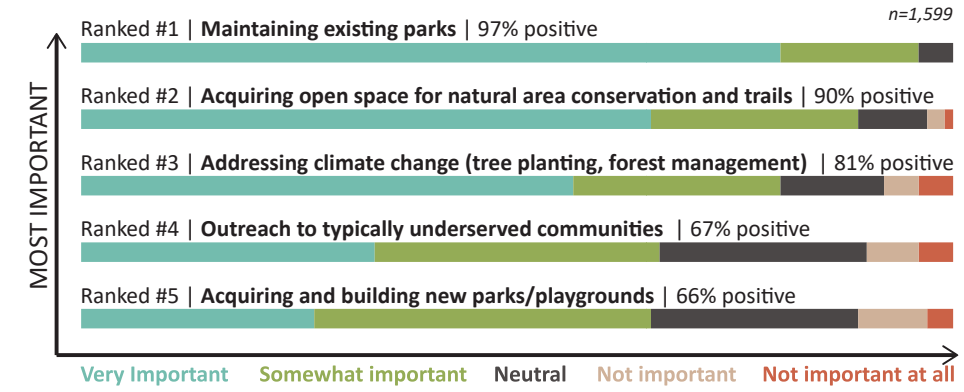 n=1,599
Ranked #1 | Maintaining existing parks | 97% positive
Ranked #2 | Acquiring open space for natural area conservation and trails | 90% positive
Ranked #3 | Addressing climate change (tree planting, forest management) | 81% positive
Ranked #4 | Outreach to typically underserved communities | 67% positive
Ranked #5 | Acquiring and building new parks/playgrounds | 66% positive
MOST IMPORTANT
Very Important Somewhat important Neutral Not important Not important at all